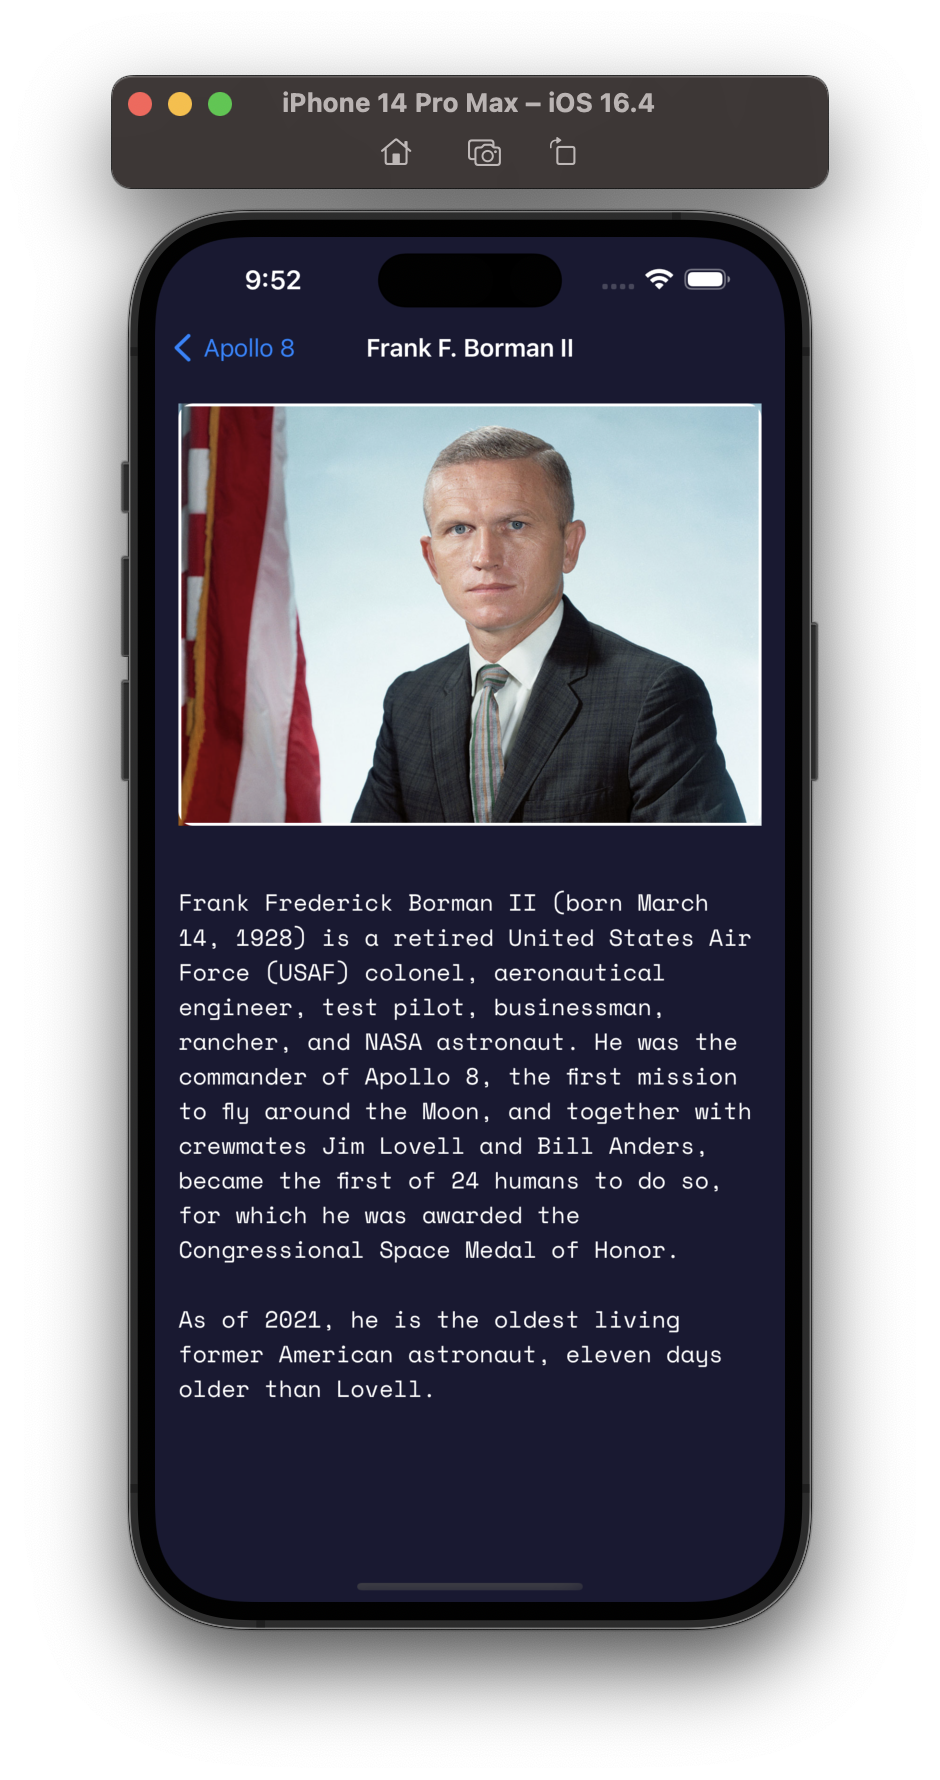 iPhone 14 Pro Max – iOS 16.4
9:52
Apollo 8
Frank F. Borman II
Frank Frederick Borman II (born March
14, 1928) is a retired United States Air
Force (USAF) colonel, aeronautical
engineer, test pilot, businessman,
rancher, and NASA astronaut. He was the
commander of Apollo 8, the first mission
to fly around the Moon, and together with
crewmates Jim Lovell and Bill Anders,
became the first of 24 humans to do so,
for which he was awarded the
Congressional Space Medal of Honor.
As of 2021, he is the oldest living
former American astronaut, eleven days
older than Lovell.